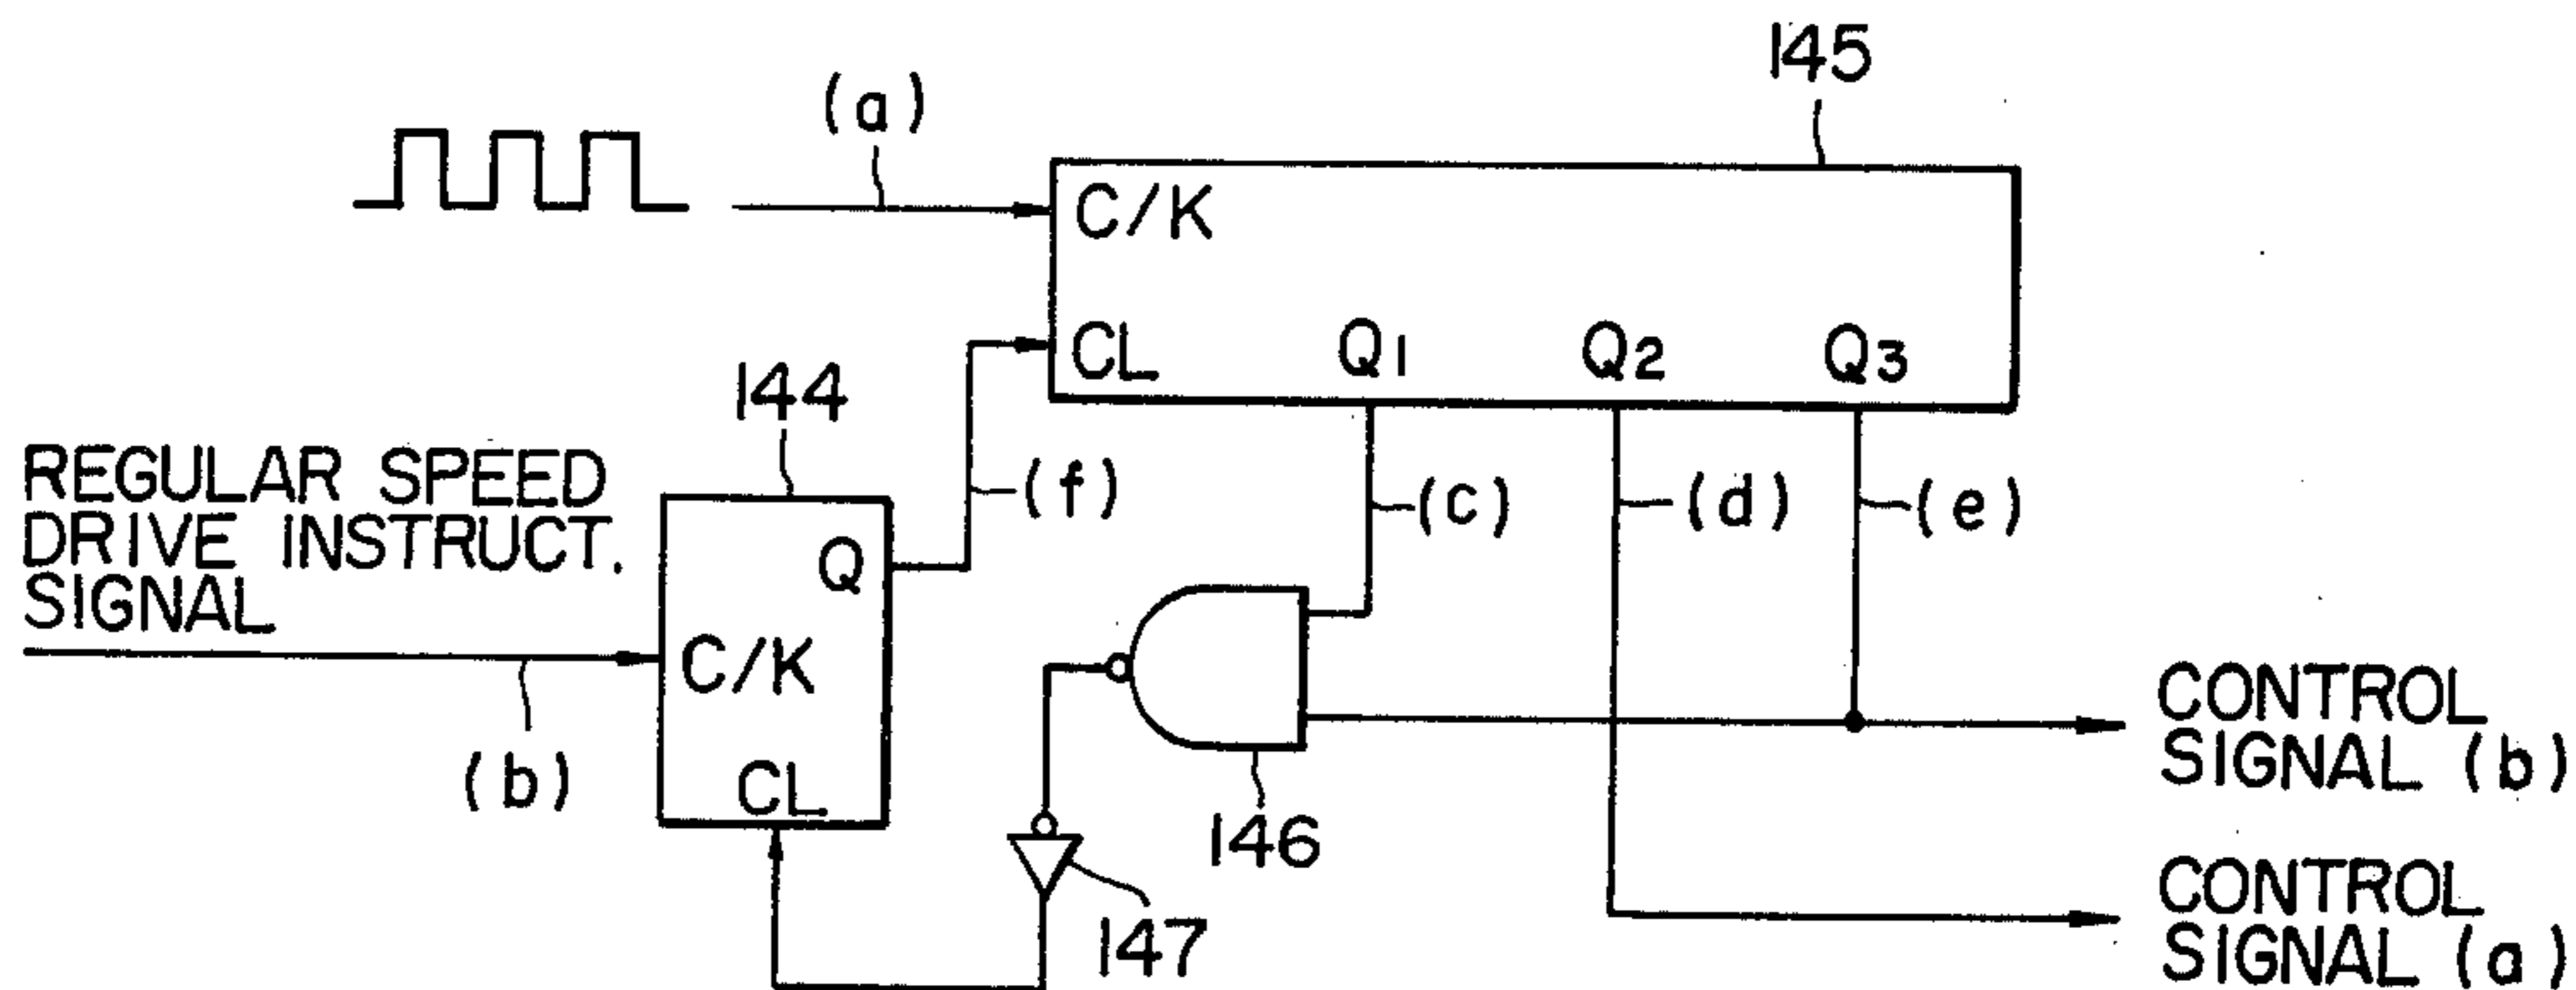 145
(a)
C/K
CL
Q1
Q2
Q3
144
REGULAR SPEED
DRIVE INSTRUCT.
SIGNAL
(f)
(c)
(d)
(e)
Q
C/K
CL
(b)
146
147
CONTROL
SIGNAL (b)
CONTROL
SIGNAL (a)